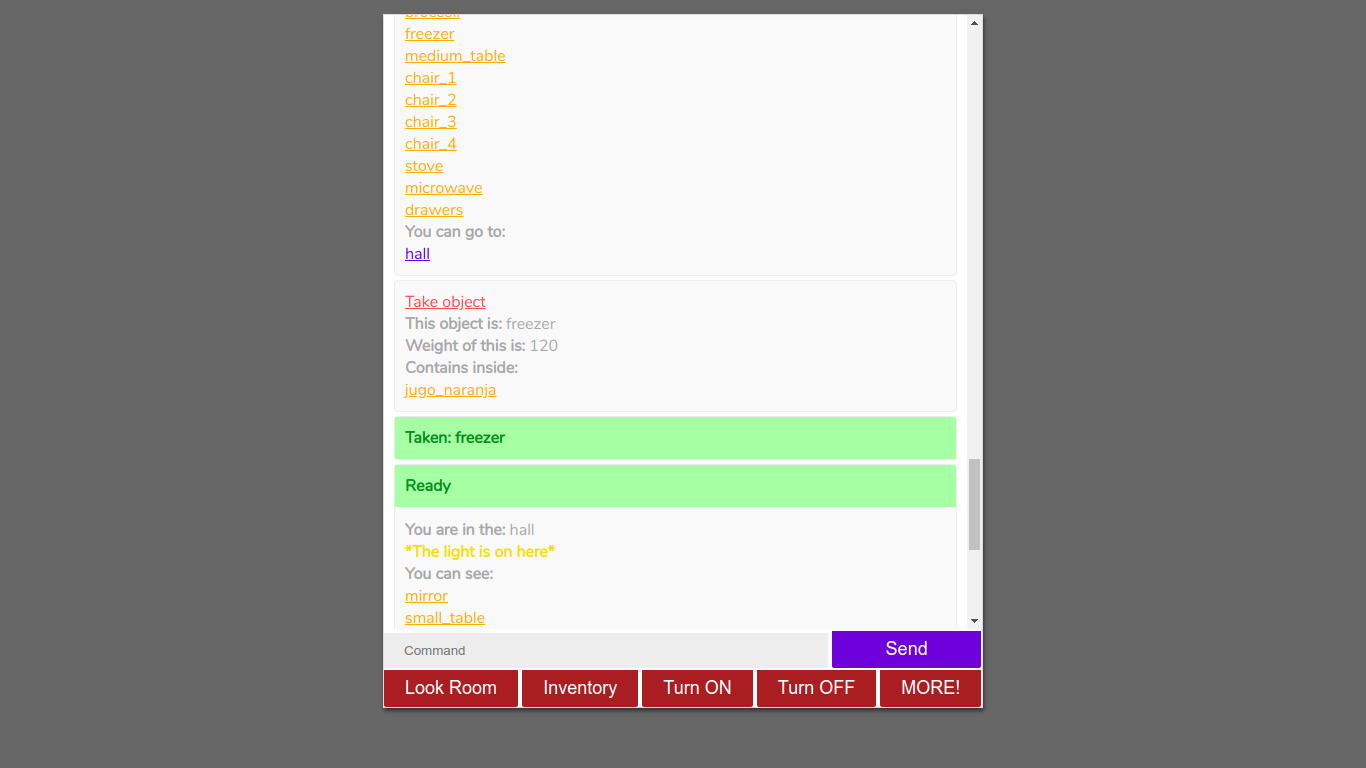 broccoli
freezer
medium_table
chair_1
chair_2
chair_3
chair_4
stove
microwave
drawers
You can go to:
hall
Take object
This object is: freezer
Weight of this is: 120
Contains inside:
jugo_naranja
Taken: freezer
Ready
You are in the: hall
*The light is on here*
You can see:
mirror
small_table
Command
Send
Look Room
Inventory
Turn ON
Turn OFF
MORE!